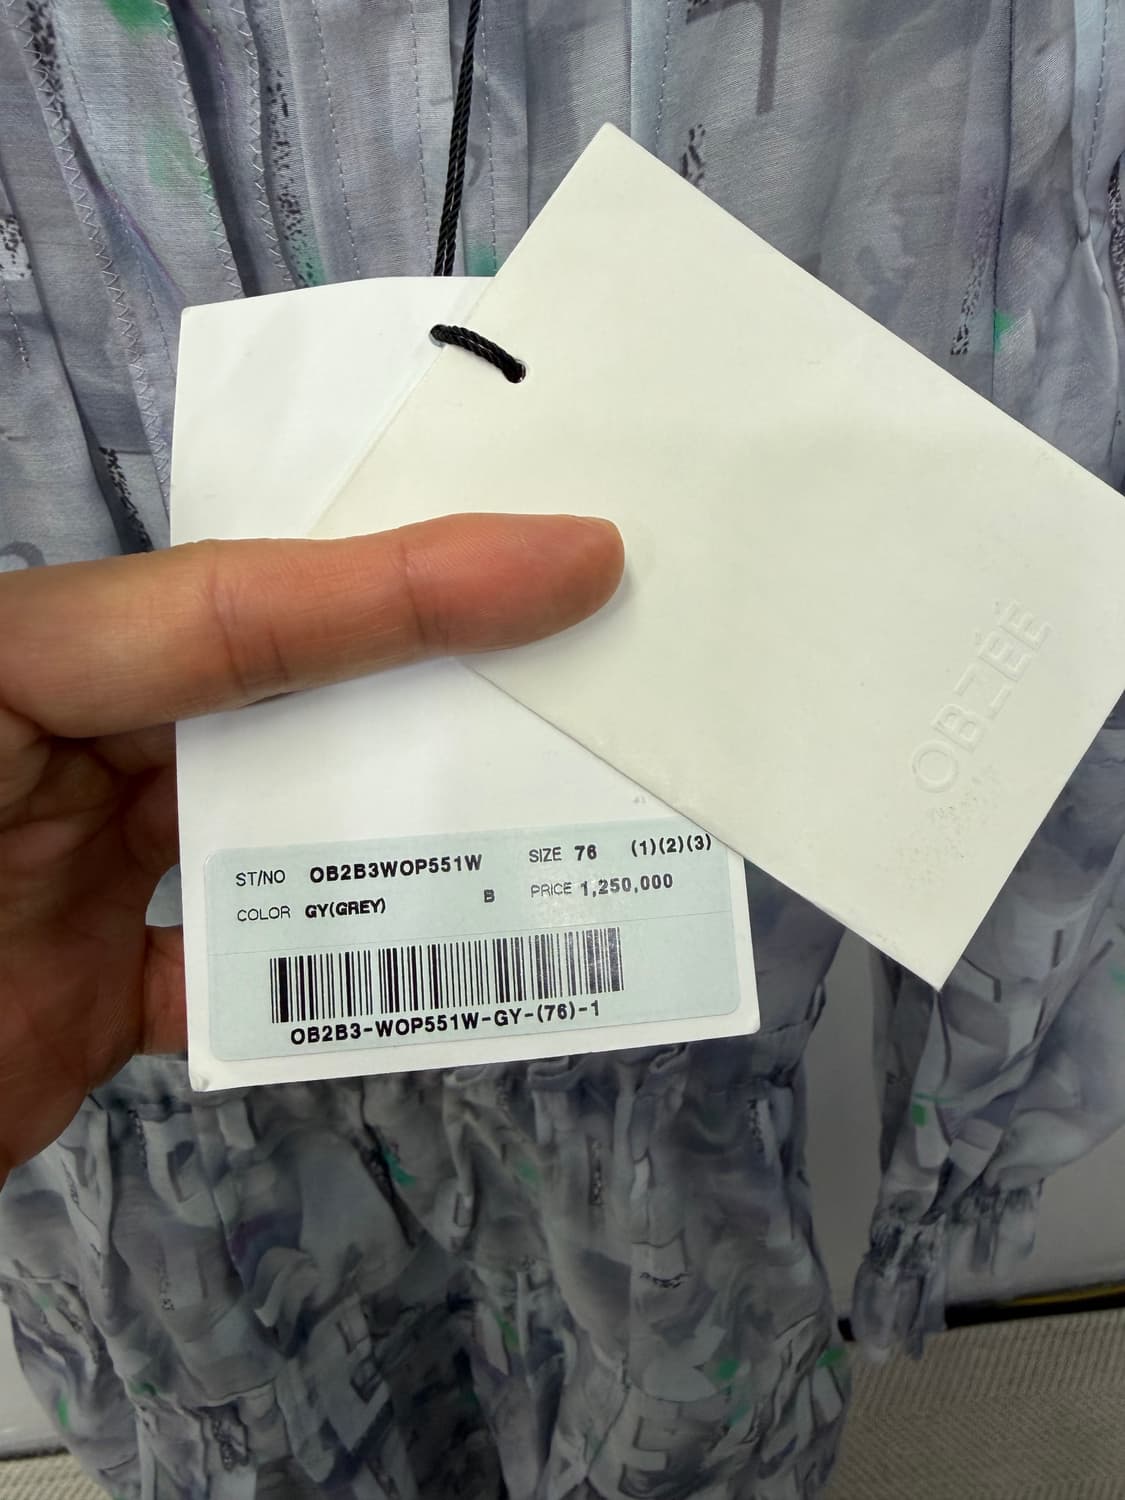 OBZÉÉ
ST/NO OB2B3WOP551W SIZE 76 (1)(2)(3)
COLOR GY(GREY) B PRICE 1,250,000
OB2B3-WOP551W-GY-(76)-1